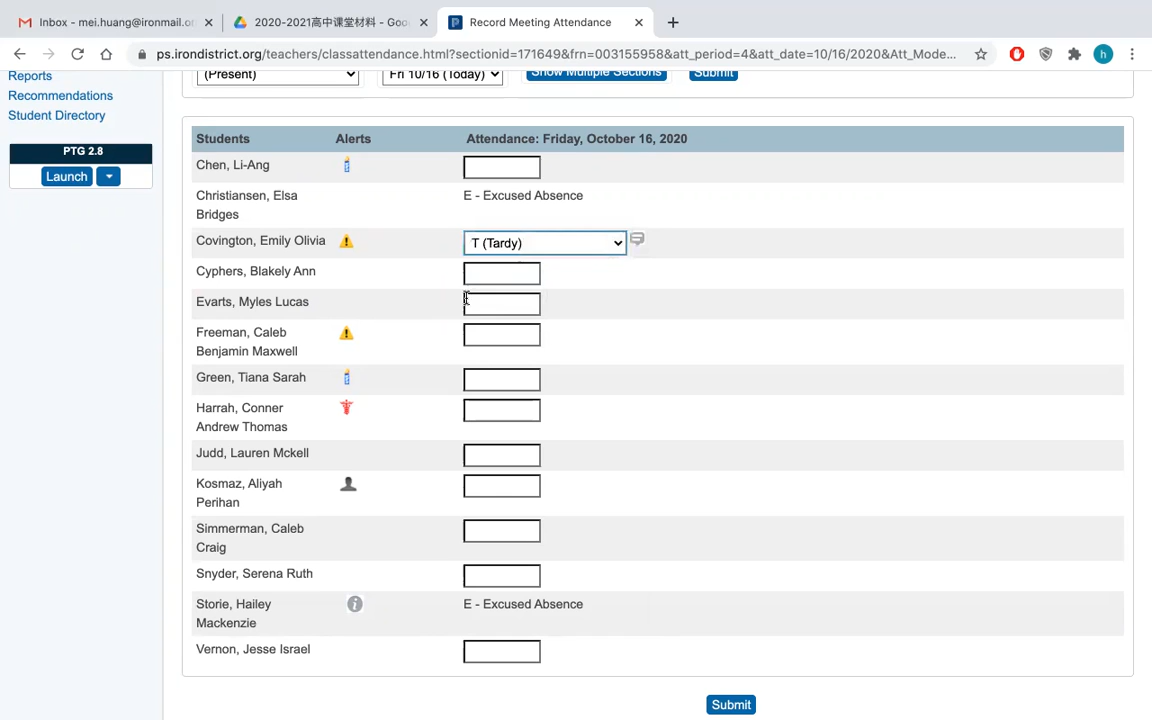 Inbox - mei.huang@ironmail.o
2020-2021高中课堂材料 - Goo
Record Meeting Attendance
ps.irondistrict.org/teachers/classattendance.html?sectionid=171649&frn=003155958&att_period=4&att_date=10/16/2020&Att_Mode...
h
Reports
Recommendations
Student Directory
PTG 2.8
Launch
(Present)
Fri 10/16 (Today)
Show Multiple Sections
Submit
Students Alerts Attendance: Friday, October 16, 2020
Chen, Li-Ang
Christiansen, Elsa
Bridges
E - Excused Absence
Covington, Emily Olivia
T (Tardy)
Cyphers, Blakely Ann
Evarts, Myles Lucas
Freeman, Caleb
Benjamin Maxwell
Green, Tiana Sarah
Harrah, Conner
Andrew Thomas
Judd, Lauren Mckell
Kosmaz, Aliyah
Perihan
Simmerman, Caleb
Craig
Snyder, Serena Ruth
Storie, Hailey
Mackenzie
E - Excused Absence
Vernon, Jesse Israel
Submit